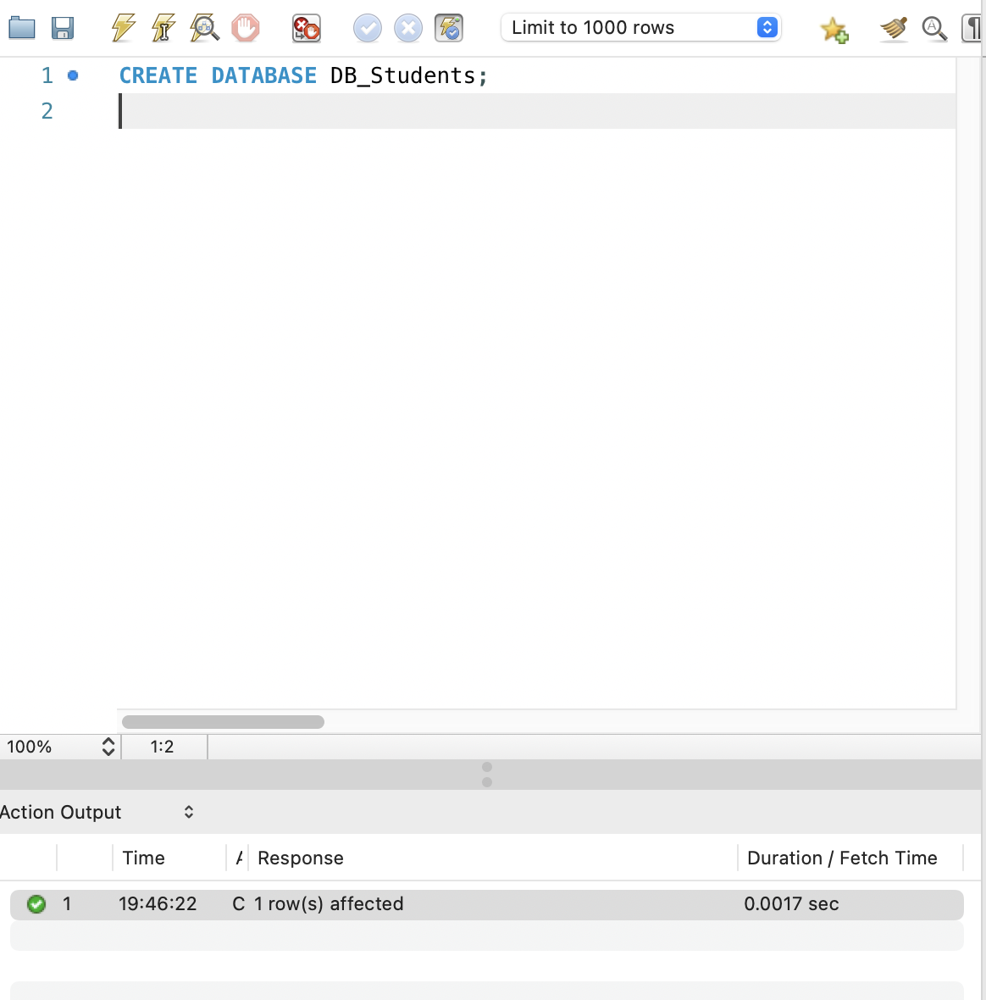 Limit to 1000 rows
1 CREATE DATABASE DB_Students;
2
100% 1:2
Action Output
Time Response Duration / Fetch Time
1 19:46:22 C 1 row(s) affected 0.0017 sec